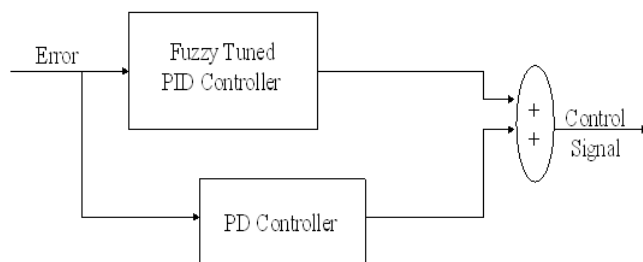 Error
Fuzzy Tuned
PID Controller
+
+
Control
Signal
PD Controller